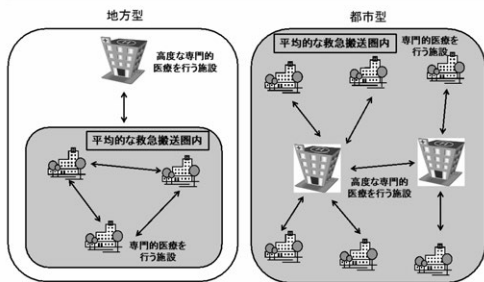 地方型
高度な専門的
医療を行う施設
平均的な救急搬送圏内
専門的医療を
行う施設
都市型
平均的な救急搬送圏内
専門的医療を
行う施設
高度な専門的
医療を行う施設